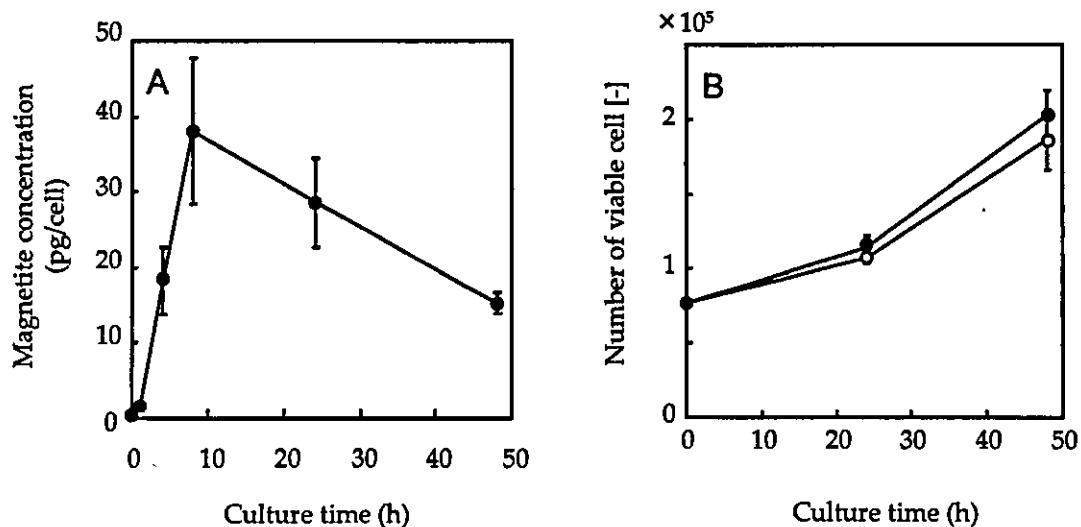 A
Magnetite concentration
(pg/cell)
50
40
30
20
10
0
0 10 20 30 40 50
Culture time (h)
B
× 10⁵
Number of viable cell [-]
2
1
0
0 10 20 30 40 50
Culture time (h)